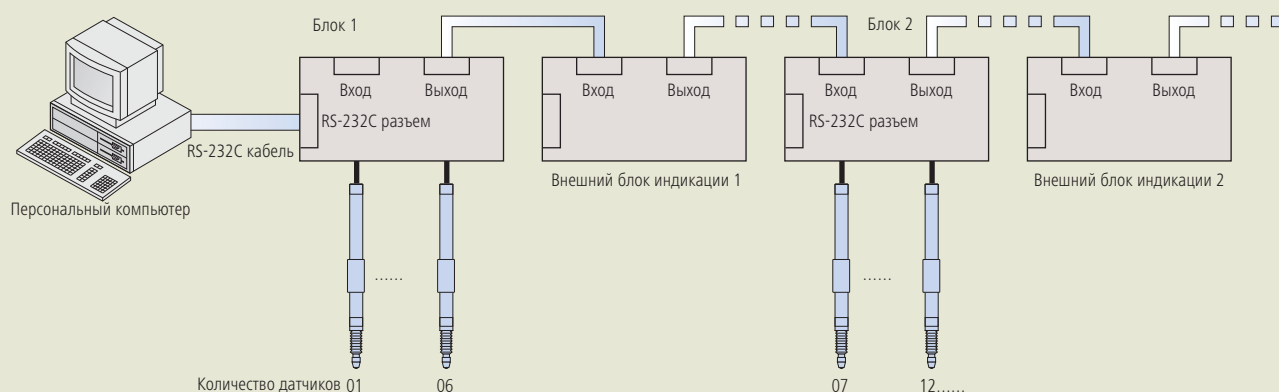 Блок 1
Блок 2
Вход Выход
Вход Выход
Вход Выход
Вход Выход
RS-232C разъем
RS-232C разъем
RS-232C кабель
Внешний блок индикации 1
Внешний блок индикации 2
Персональный компьютер
......
......
Количество датчиков 01 06 07 12......